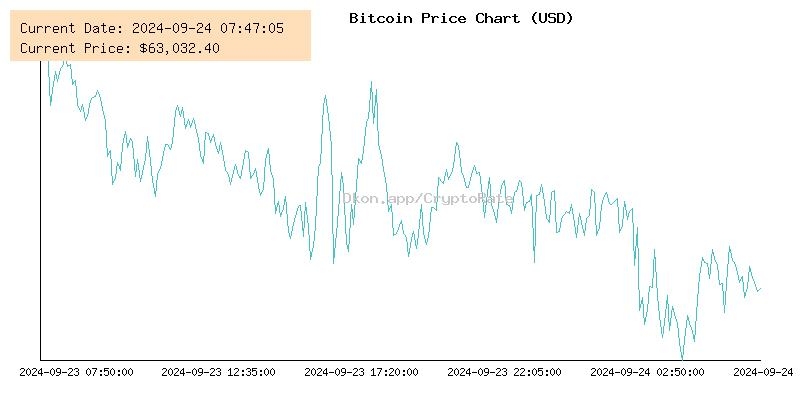 Bitcoin Price Chart (USD)
Current Date: 2024-09-24 07:47:05
Current Price: $63,032.40
Okon.app/CryptoRate
2024-09-23 07:50:00 2024-09-23 12:35:00 2024-09-23 17:20:00 2024-09-23 22:05:00 2024-09-24 02:50:00 2024-09-24